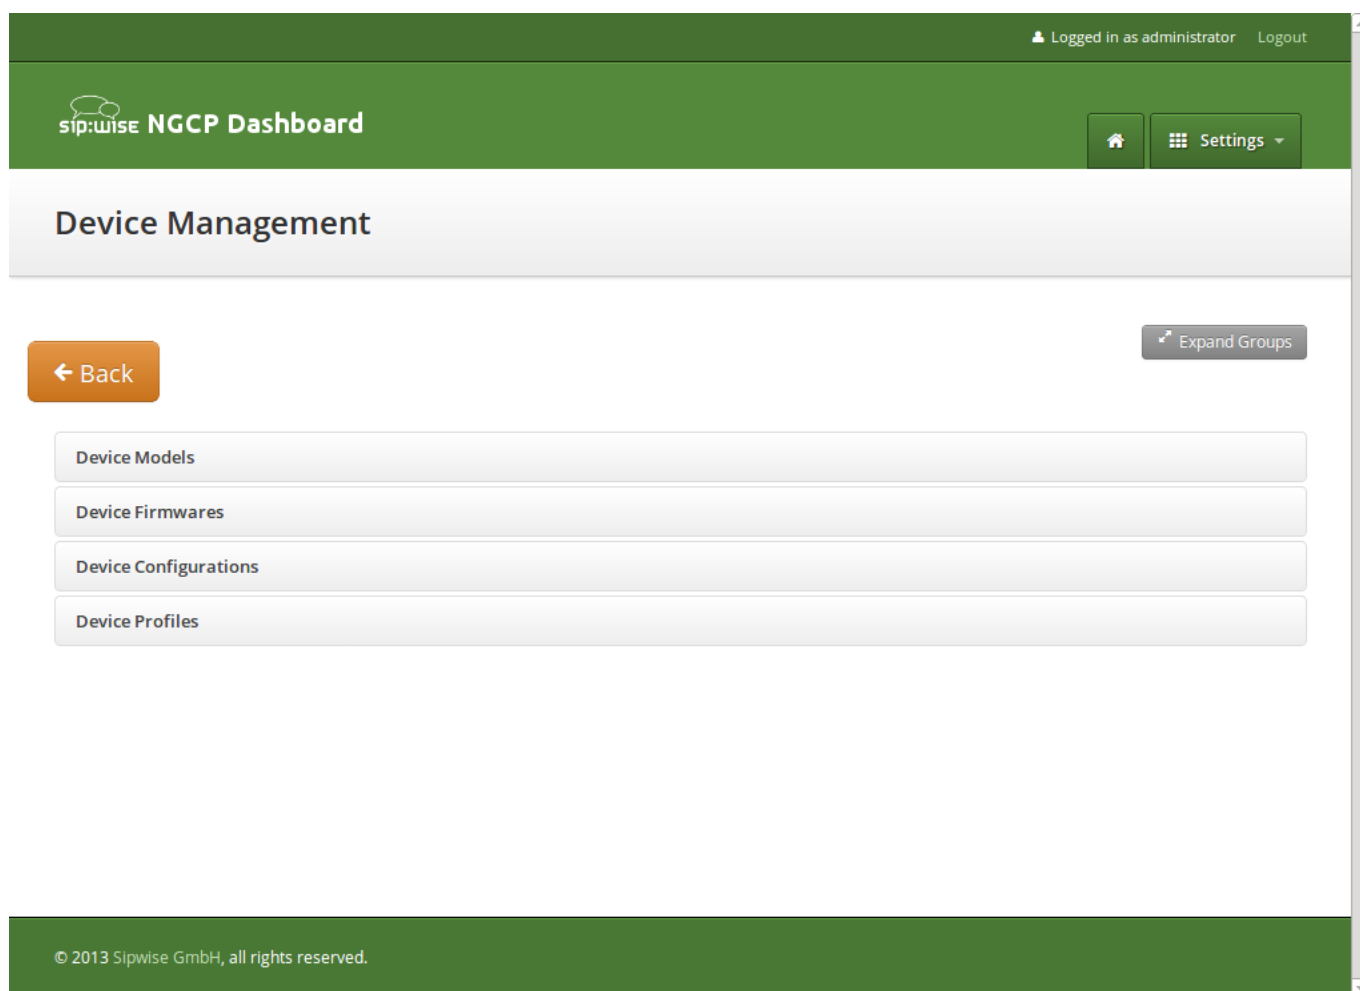 Logged in as administrator Logout
sip:wise NGCP Dashboard
Settings
Device Management
Expand Groups
Back
Device Models
Device Firmwares
Device Configurations
Device Profiles
© 2013 Sipwise GmbH, all rights reserved.